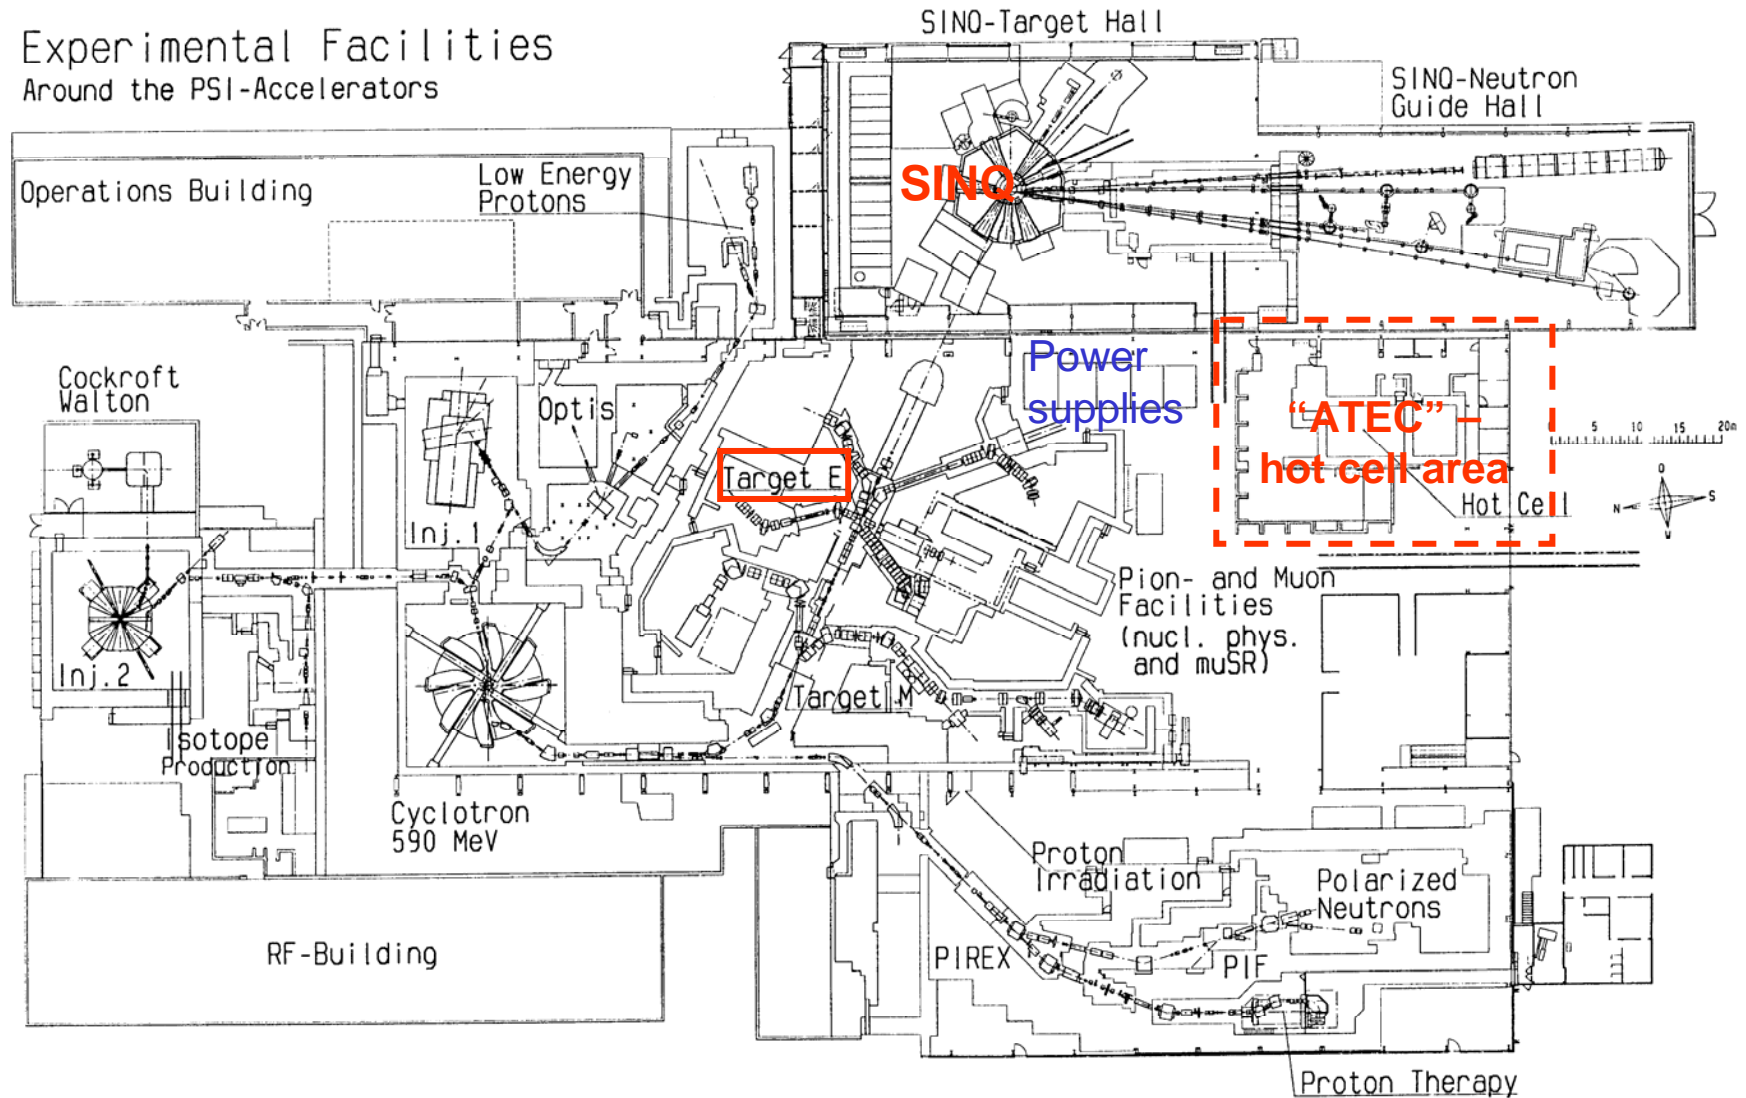 Experimental Facilities
Around the PSI-Accelerators
SINQ-Target Hall
SINQ-Neutron
Guide Hall
Operations Building
Low Energy
Protons
SINQ
Cockroft
Walton
Optis
Power
supplies
"ATEC" –
hot cell area
Hot Cell
0 5 10 15 20m
O
N
S
W
Target E
Inj.1
Pion- and Muon
Facilities
(nucl. phys.
and muSR)
Inj.2
Target M
Isotope
Production
Cyclotron
590 MeV
Proton
Irradiation
Polarized
Neutrons
RF-Building
PIREX
PIF
Proton Therapy